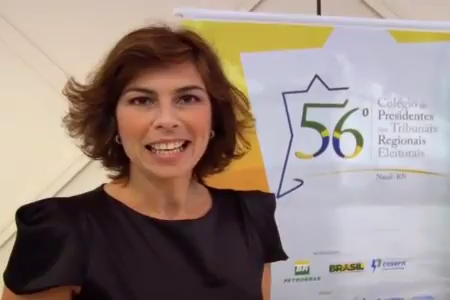 56º
Colégio de
Presidentes
dos Tribunais
Regionais
Eleitorais
Natal-RN
BR
PETROBRAS
BRASIL
cosern